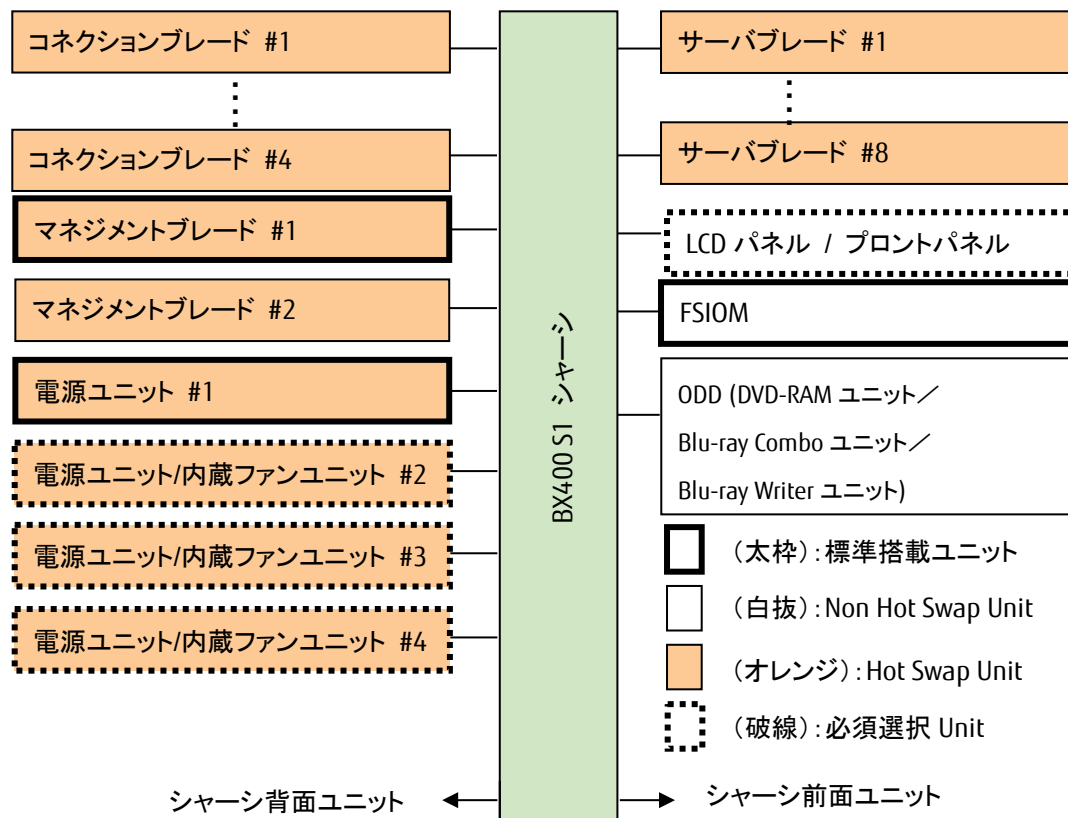 コネクションブレード #1
コネクションブレード #4
マネジメントブレード #1
マネジメントブレード #2
電源ユニット #1
電源ユニット/内蔵ファンユニット #2
電源ユニット/内蔵ファンユニット #3
電源ユニット/内蔵ファンユニット #4
シャーシ背面ユニット
BX400 S1 シャーシ
サーバブレード #1
サーバブレード #8
LCD パネル / プロントパネル
FSIOM
ODD (DVD-RAM ユニット／
Blu-ray Combo ユニット／
Blu-ray Writer ユニット)
（太枠）：標準搭載ユニット
（白抜）：Non Hot Swap Unit
（オレンジ）：Hot Swap Unit
（破線）：必須選択 Unit
シャーシ前面ユニット